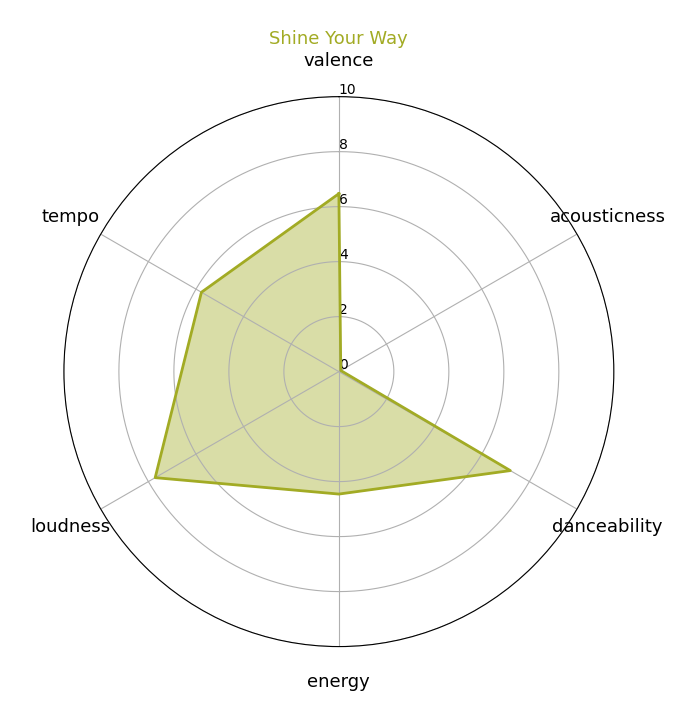 Shine Your Way
valence
10
8
tempo
acousticness
6
4
2
0
loudness
danceability
energy